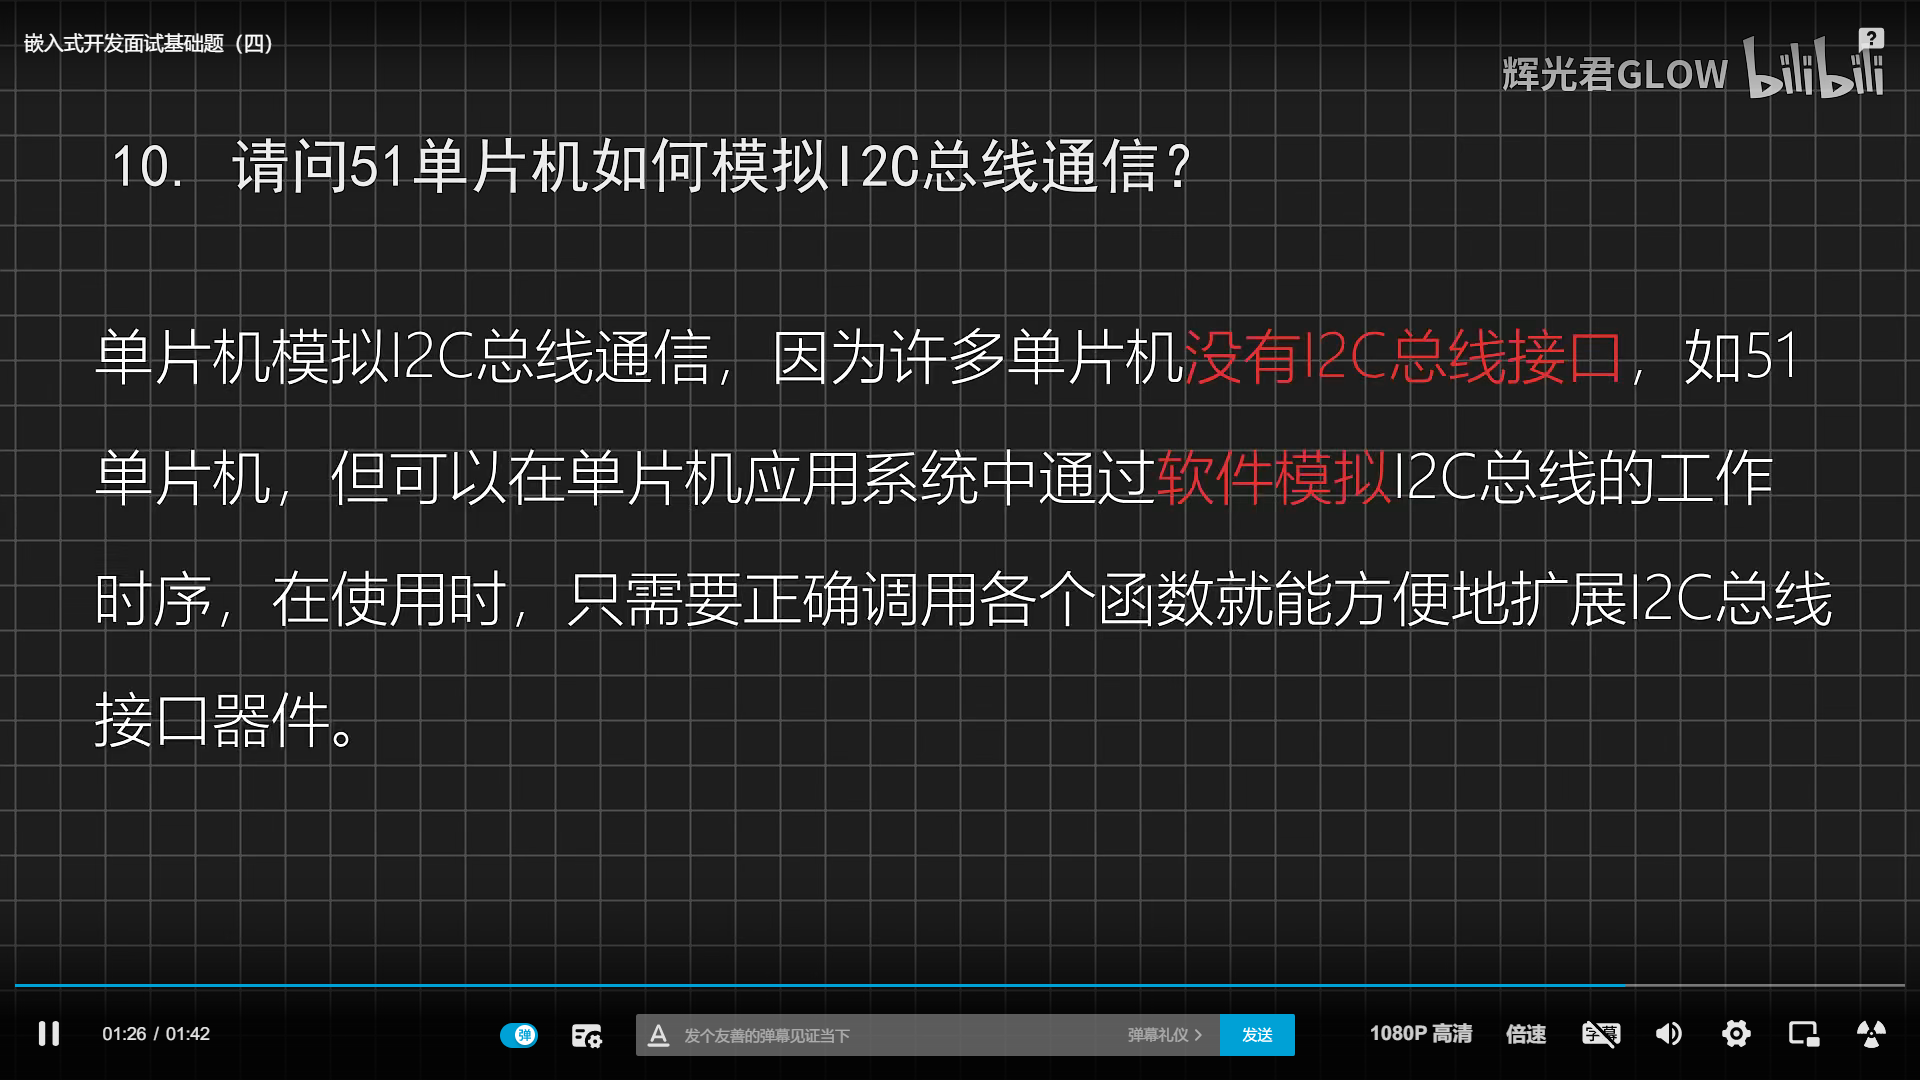 嵌入式开发面试基础题（四）
辉光君GLOW bilibili
?
10. 请问51单片机如何模拟I2C总线通信?
单片机模拟I2C总线通信，因为许多单片机没有I2C总线接口，如51
单片机，但可以在单片机应用系统中通过软件模拟I2C总线的工作
时序，在使用时，只需要正确调用各个函数就能方便地扩展I2C总线
接口器件。
01:26 / 01:42
弹
A 发个友善的弹幕见证当下 弹幕礼仪 >
发送
1080P 高清
倍速
字幕